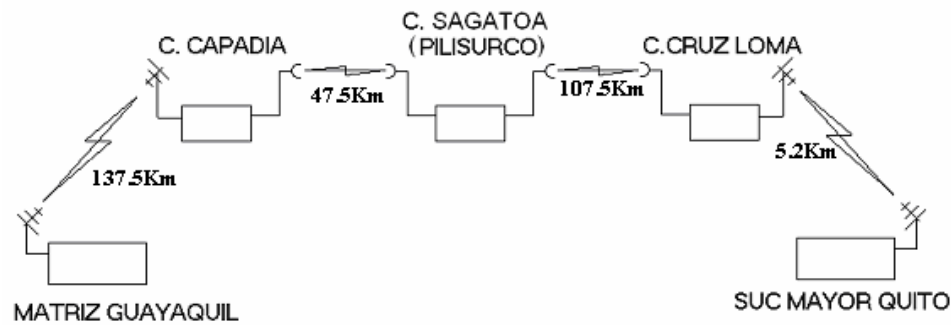 C. SAGATOA
C. CAPADIA
(PILISURCO)
C.CRUZ LOMA
47.5Km
107.5Km
137.5Km
5.2Km
MATRIZ GUAYAQUIL
SUC MAYOR QUITO